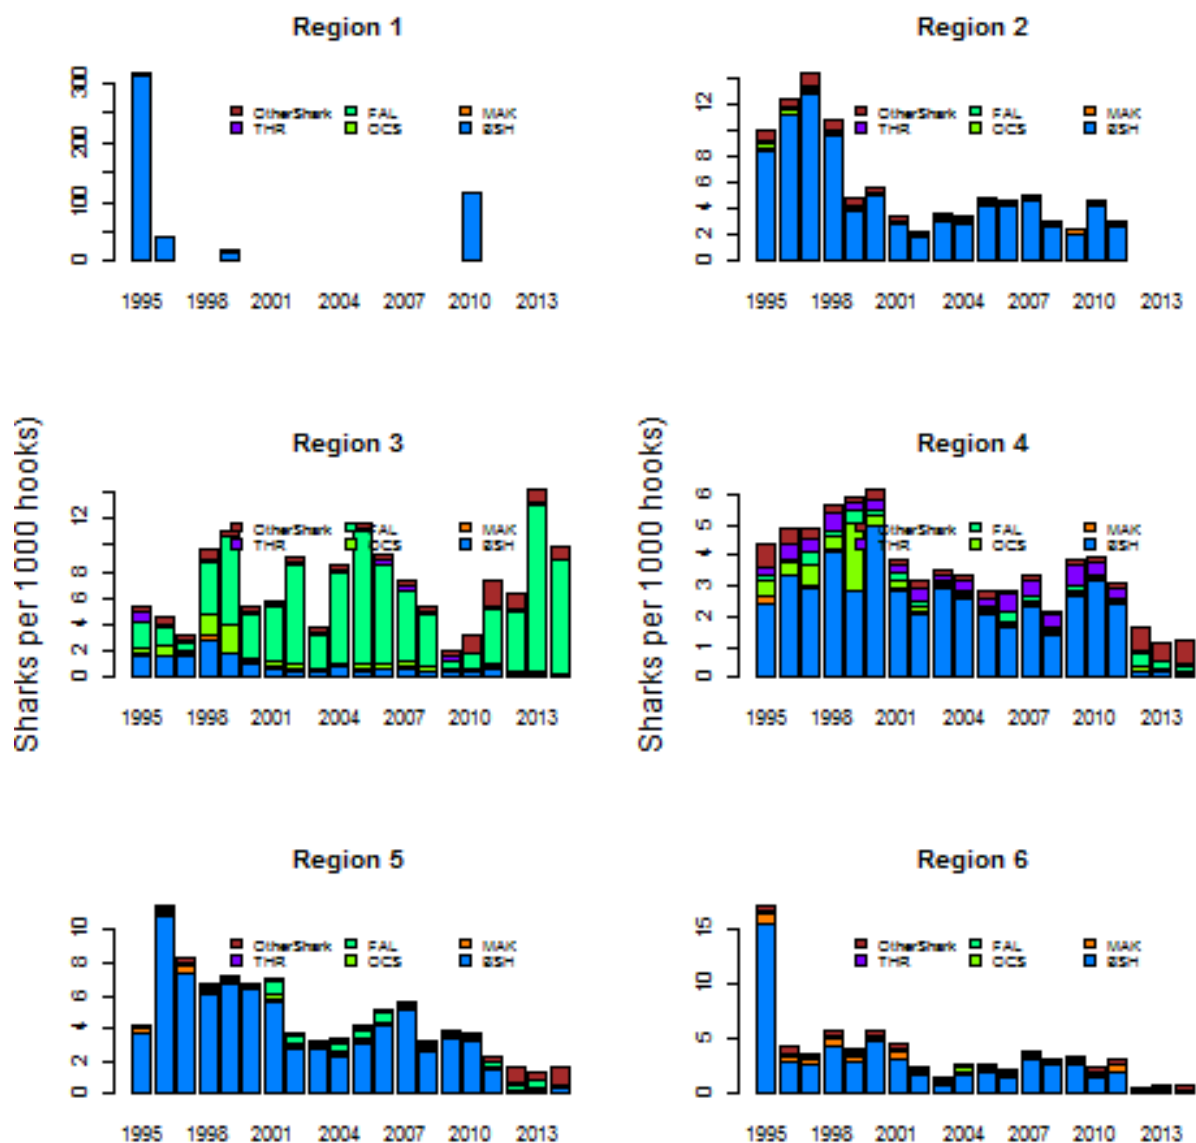 Region 1
300
200
100
0
OtherShark FAL MAK
THR OCS BSH
1995 1998 2001 2004 2007 2010 2013
Region 2
12
8
6
4
2
0
OtherShark FAL MAK
THR OCS BSH
1995 1998 2001 2004 2007 2010 2013
Sharks per 1000 hooks)
Region 3
12
8
6
4
2
0
OtherShark FAL MAK
THR OCS BSH
1995 1998 2001 2004 2007 2010 2013
Sharks per 1000 hooks)
Region 4
6
5
4
3
2
1
0
OtherShark FAL MAK
THR OCS BSH
1995 1998 2001 2004 2007 2010 2013
Region 5
10
8
6
4
2
0
OtherShark FAL MAK
THR OCS BSH
1995 1998 2001 2004 2007 2010 2013
Region 6
15
10
5
0
OtherShark FAL MAK
THR OCS BSH
1995 1998 2001 2004 2007 2010 2013